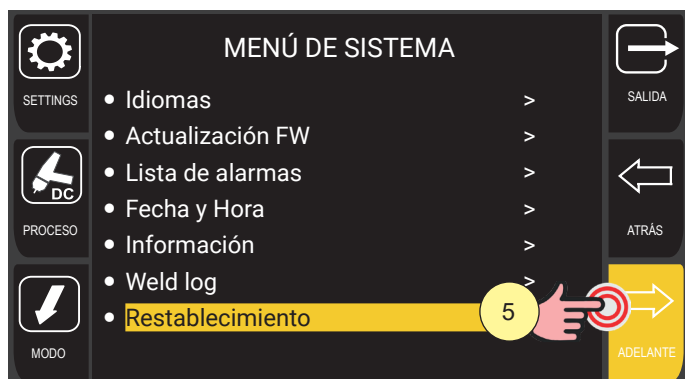 MENÚ DE SISTEMA
SETTINGS
DC
PROCESO
MODO
• Idiomas >
• Actualización FW >
• Lista de alarmas >
• Fecha y Hora >
• Información >
• Weld log >
• Restablecimiento
5
SALIDA
ATRÁS
ADELANTE